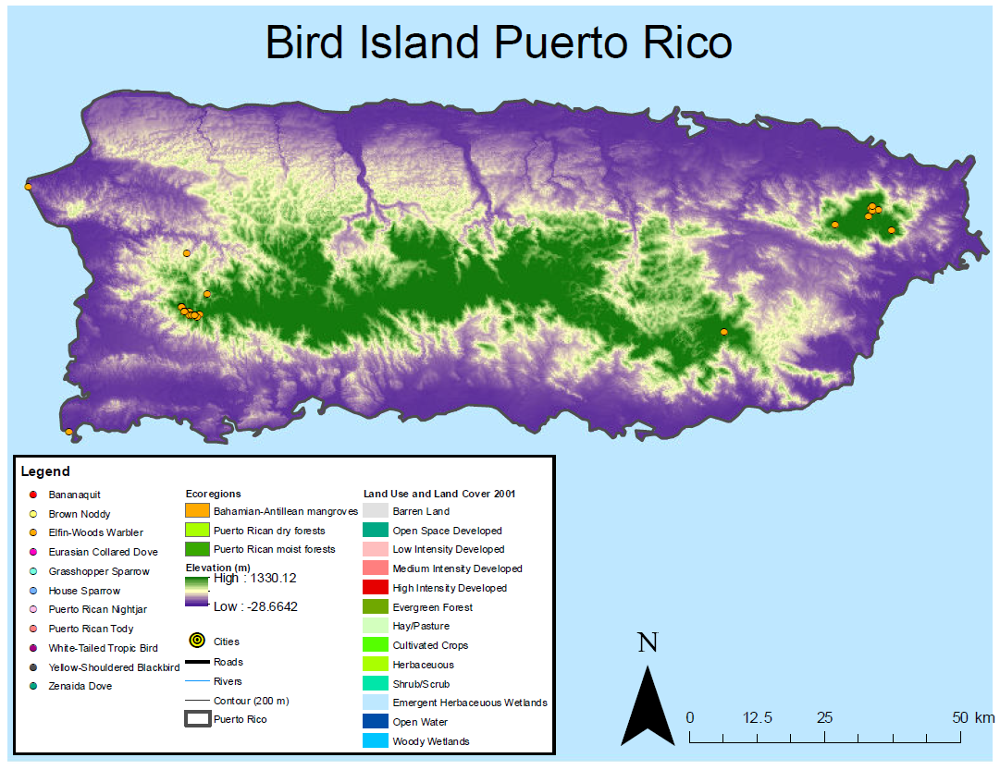 Bird Island Puerto Rico
Legend
Bananaquit
Brown Noddy
Elfin-Woods Warbler
Eurasian Collared Dove
Grasshopper Sparrow
House Sparrow
Puerto Rican Nightjar
Puerto Rican Tody
White-Tailed Tropic Bird
Yellow-Shouldered Blackbird
Zenaida Dove
Ecoregions
Bahamian-Antillean mangroves
Puerto Rican dry forests
Puerto Rican moist forests
Elevation (m)
High : 1330.12
Low : -28.6642
Cities
Roads
Rivers
Contour (200 m)
Puerto Rico
Land Use and Land Cover 2001
Barren Land
Open Space Developed
Low Intensity Developed
Medium Intensity Developed
High Intensity Developed
Evergreen Forest
Hay/Pasture
Cultivated Crops
Herbaceuous
Shrub/Scrub
Emergent Herbaceuous Wetlands
Open Water
Woody Wetlands
N
0 12.5 25 50 km